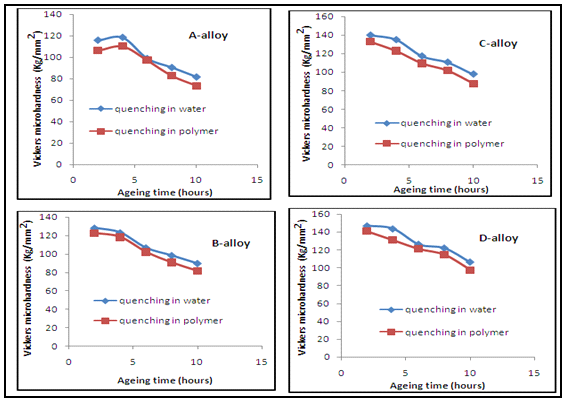 A-alloy
Vickers microhardness (Kg/mm²)
140
120
100
80
60
40
20
0
quenching in water
quenching in polymer
0 5 10 15
Ageing time (hours)
C-alloy
Vickers microhardness (Kg/mm²)
160
140
120
100
80
60
40
20
0
quenching in water
quenching in polymer
0 5 10 15
Ageing time (hours)
B-alloy
Vickers microhardness (Kg/mm²)
140
120
100
80
60
40
20
0
quenching in water
quenching in polymer
0 5 10 15
Ageing time (hours)
D-alloy
Vickers microhardness (Kg/mm²)
160
140
120
100
80
60
40
20
0
quenching in water
quenching in polymer
0 5 10 15
Ageing time (hours)